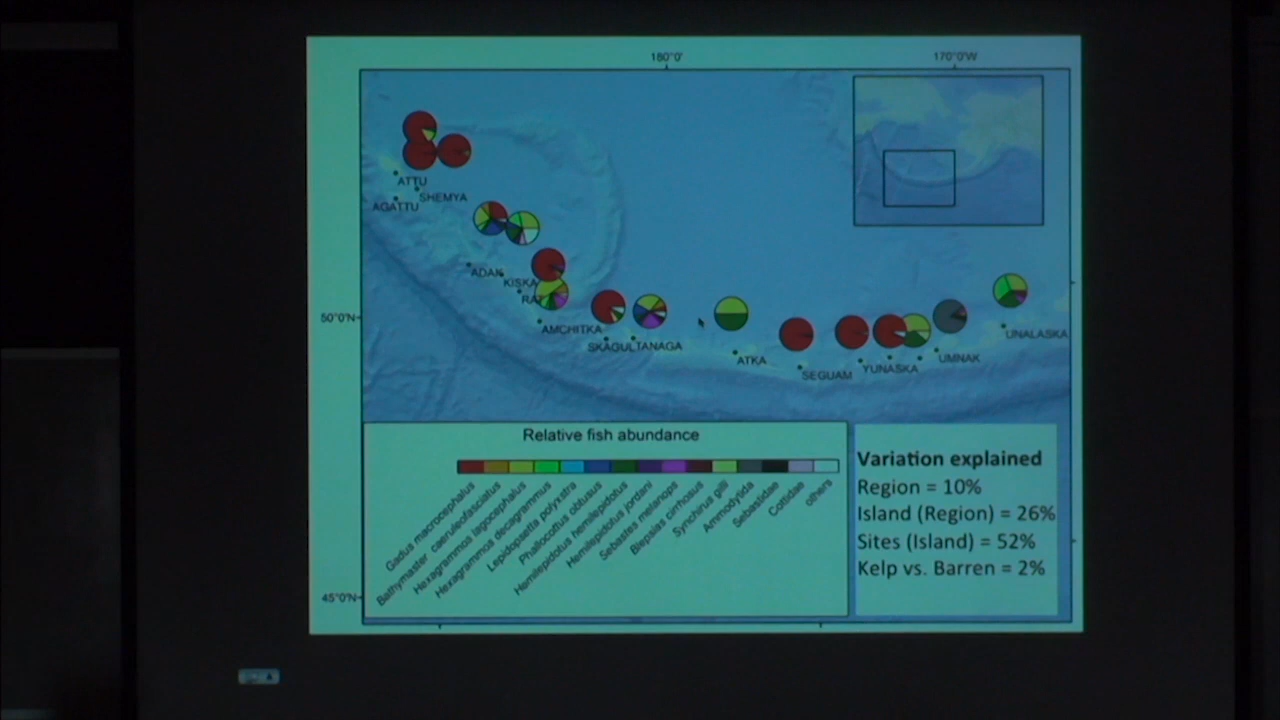 180°0'
170°0'W
ATTU
SHEMYA
AGATTU
ADAK
KISKA
RAT
50°0'N
AMCHITKA
SKAGUL
TANAGA
ATKA
SEGUAM
YUNASKA
UMNAK
UNALASKA
Relative fish abundance
Gadus macrocephalus
Bathymaster caeruleofasciatus
Hexagrammos lagocephalus
Hexagrammos decagrammus
Lepidopsetta polyxstra
Phallocottus obtusus
Hemilepidotus hemilepidotus
Hemilepidotus jordani
Sebastes melanops
Blepsias cirrhosus
Synchirus gilli
Ammodytida
Sebastidae
Cottidae
others
Variation explained
Region = 10%
Island (Region) = 26%
Sites (Island) = 52%
Kelp vs. Barren = 2%
45°0'N